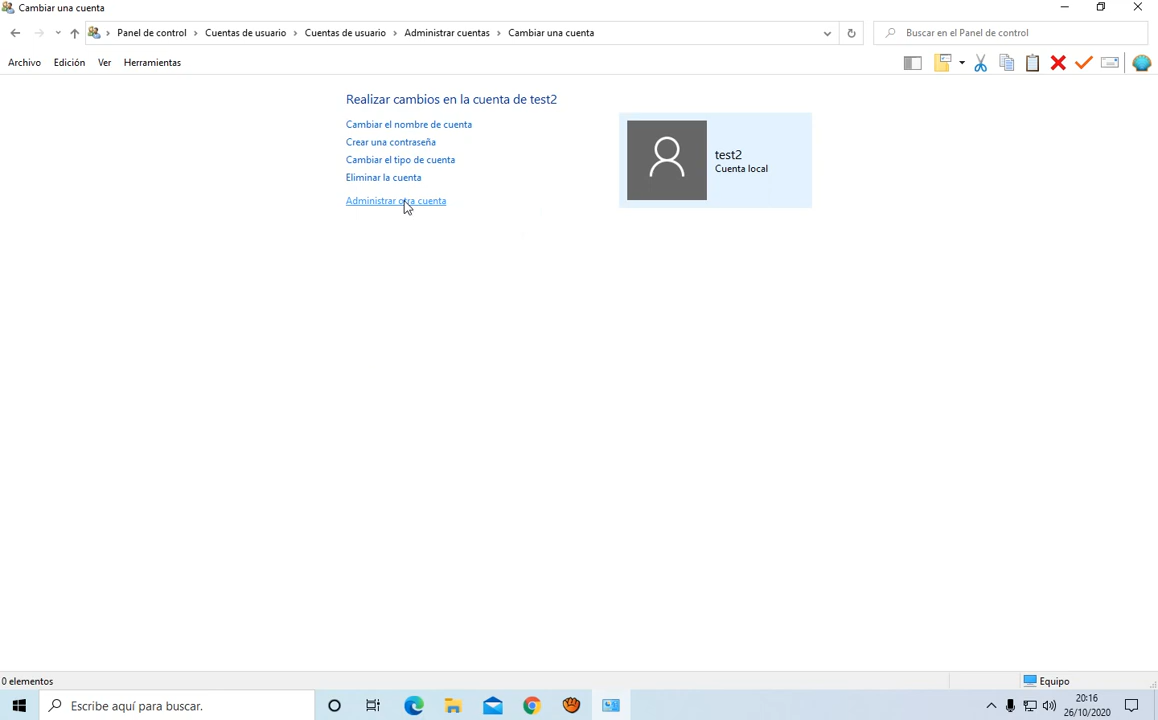 Cambiar una cuenta
Panel de control > Cuentas de usuario > Cuentas de usuario > Administrar cuentas > Cambiar una cuenta
Buscar en el Panel de control
Archivo Edición Ver Herramientas
Realizar cambios en la cuenta de test2
Cambiar el nombre de cuenta
Crear una contraseña
Cambiar el tipo de cuenta
Eliminar la cuenta
Administrar otra cuenta
test2
Cuenta local
0 elementos
Equipo
Escribe aquí para buscar.
20:16
26/10/2020